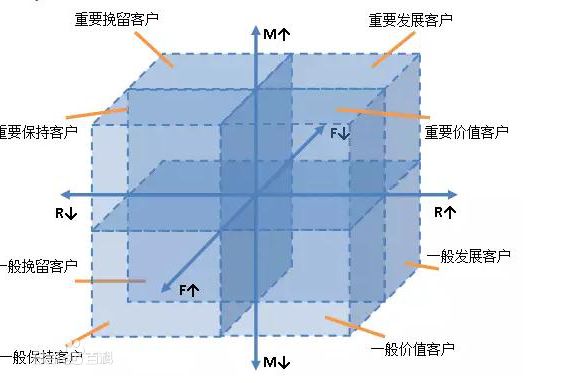 重要挽留客户
M↑
重要发展客户
重要保持客户
F↓
重要价值客户
R↓
R↑
一般挽留客户
F↑
一般发展客户
一般保持客户
百科
M↓
一般价值客户